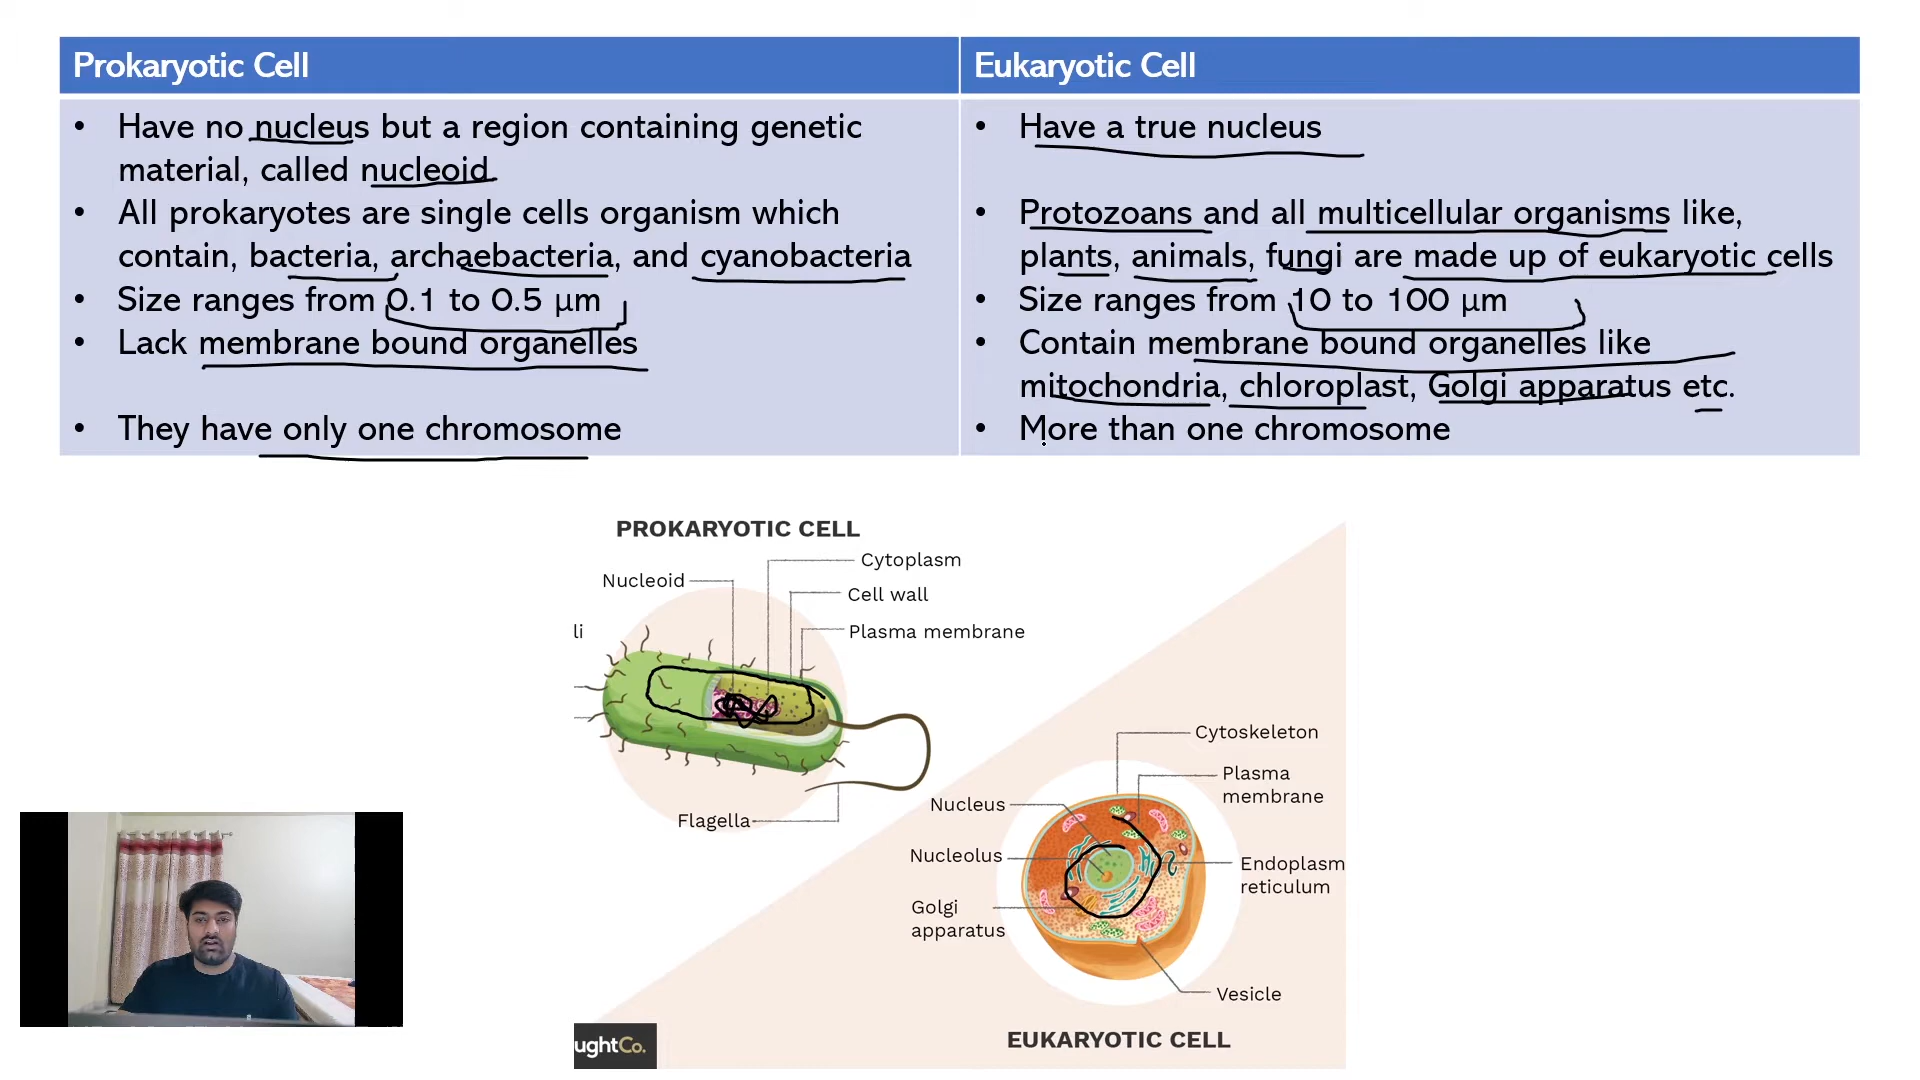 Prokaryotic Cell
Eukaryotic Cell
• Have no nucleus but a region containing genetic
material, called nucleoid
• All prokaryotes are single cells organism which
contain, bacteria, archaebacteria, and cyanobacteria
• Size ranges from 0.1 to 0.5 μm
• Lack membrane bound organelles
• They have only one chromosome
• Have a true nucleus
• Protozoans and all multicellular organisms like,
plants, animals, fungi are made up of eukaryotic cells
• Size ranges from 10 to 100 μm
• Contain membrane bound organelles like
mitochondria, chloroplast, Golgi apparatus etc.
• More than one chromosome
PROKARYOTIC CELL
Cytoplasm
Nucleoid
Cell wall
li
Plasma membrane
Flagella
Cytoskeleton
Plasma
membrane
Nucleus
Nucleolus
Endoplasm
reticulum
Golgi
apparatus
Vesicle
EUKARYOTIC CELL
ughtCo.